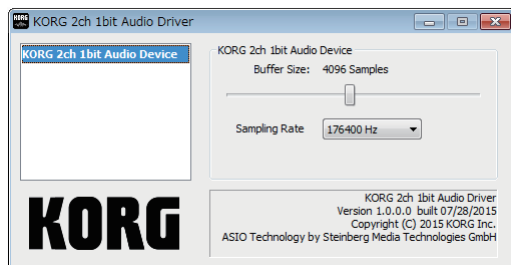 KORG 2ch 1bit Audio Driver
KORG 2ch 1bit Audio Device
KORG 2ch 1bit Audio Device
Buffer Size: 4096 Samples
Sampling Rate 176400 Hz
KORG
KORG 2ch 1bit Audio Driver
Version 1.0.0.0 built 07/28/2015
Copyright (C) 2015 KORG Inc.
ASIO Technology by Steinberg Media Technologies GmbH